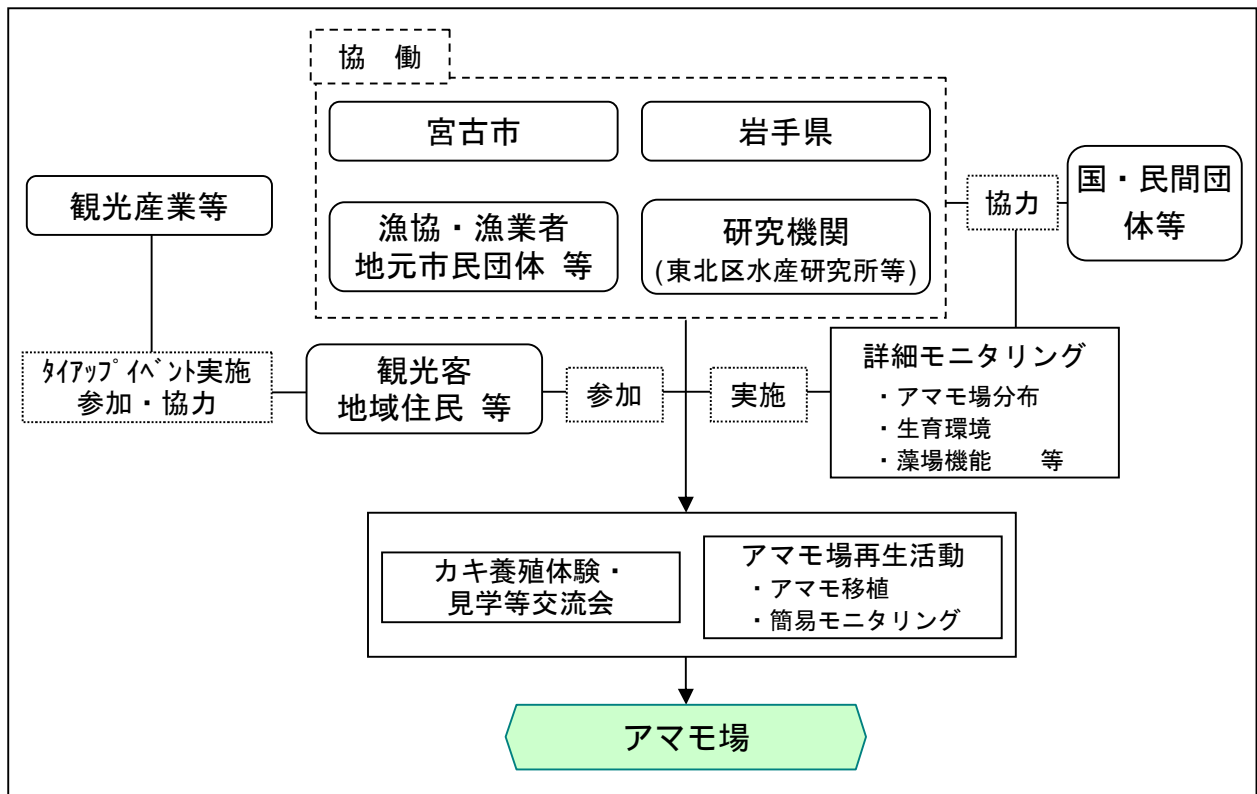 協　働
宮古市
岩手県
漁協・漁業者
地元市民団体 等
研究機関
(東北区水産研究所等)
観光産業等
協力
国・民間団
体等
ﾀｲｱｯﾌﾟｲﾍﾞﾝﾄ実施
参加・協力
観光客
地域住民 等
参加
実施
詳細モニタリング
・アマモ場分布
・生育環境
・藻場機能　　等
カキ養殖体験・
見学等交流会
アマモ場再生活動
・アマモ移植
・簡易モニタリング
アマモ場